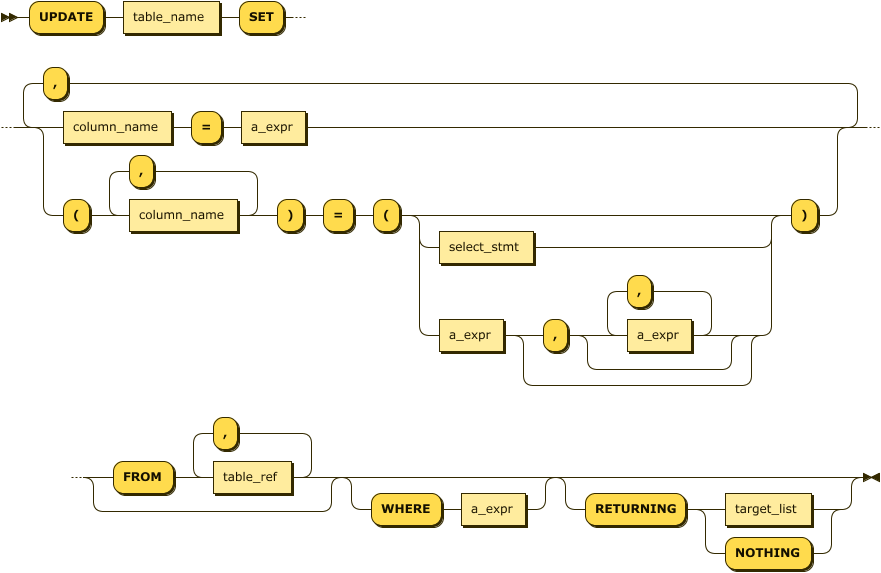 UPDATE table_name SET
,
column_name = a_expr
,
( column_name ) = ( )
select_stmt
,
a_expr , a_expr
,
FROM table_ref
WHERE a_expr RETURNING target_list
NOTHING